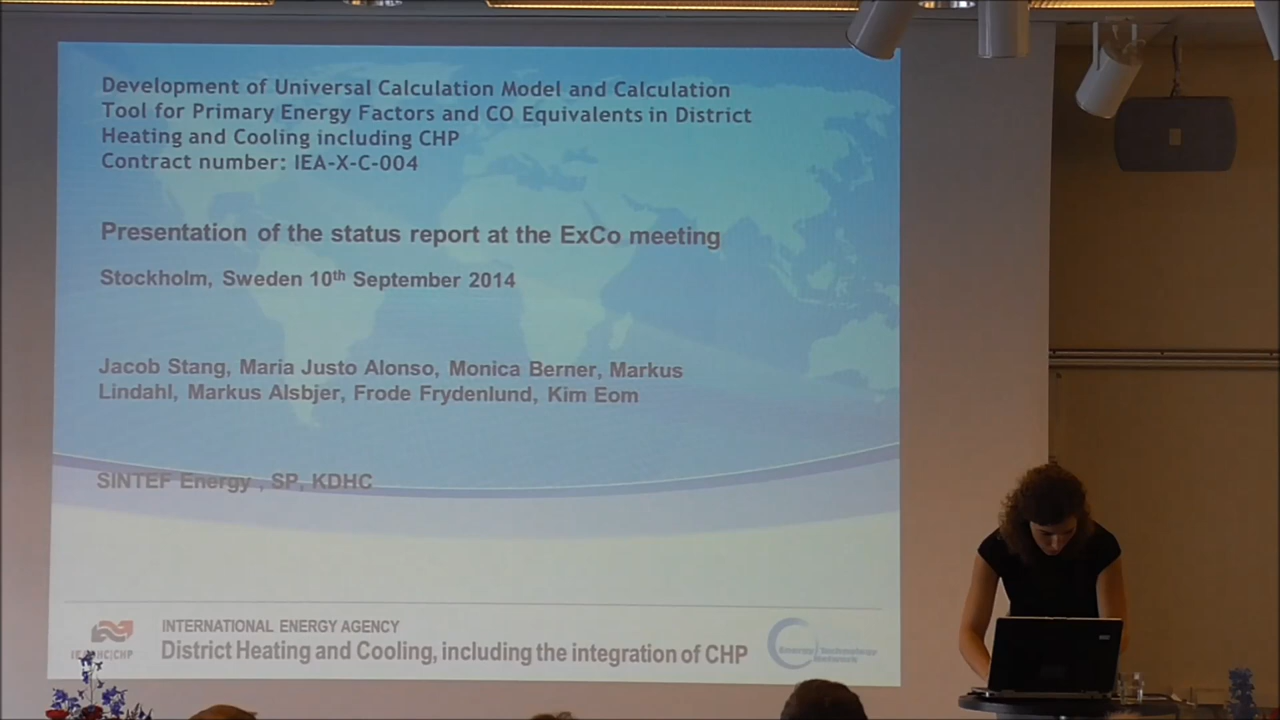 Development of Universal Calculation Model and Calculation
Tool for Primary Energy Factors and CO Equivalents in District
Heating and Cooling including CHP
Contract number: IEA-X-C-004
Presentation of the status report at the ExCo meeting
Stockholm, Sweden 10th September 2014
Jacob Stang, Maria Justo Alonso, Monica Berner, Markus
Lindahl, Markus Alsbjer, Frode Frydenlund, Kim Eom
SINTEF Energy , SP, KDHC
INTERNATIONAL ENERGY AGENCY
District Heating and Cooling, including the integration of CHP
Energy Technology
Network